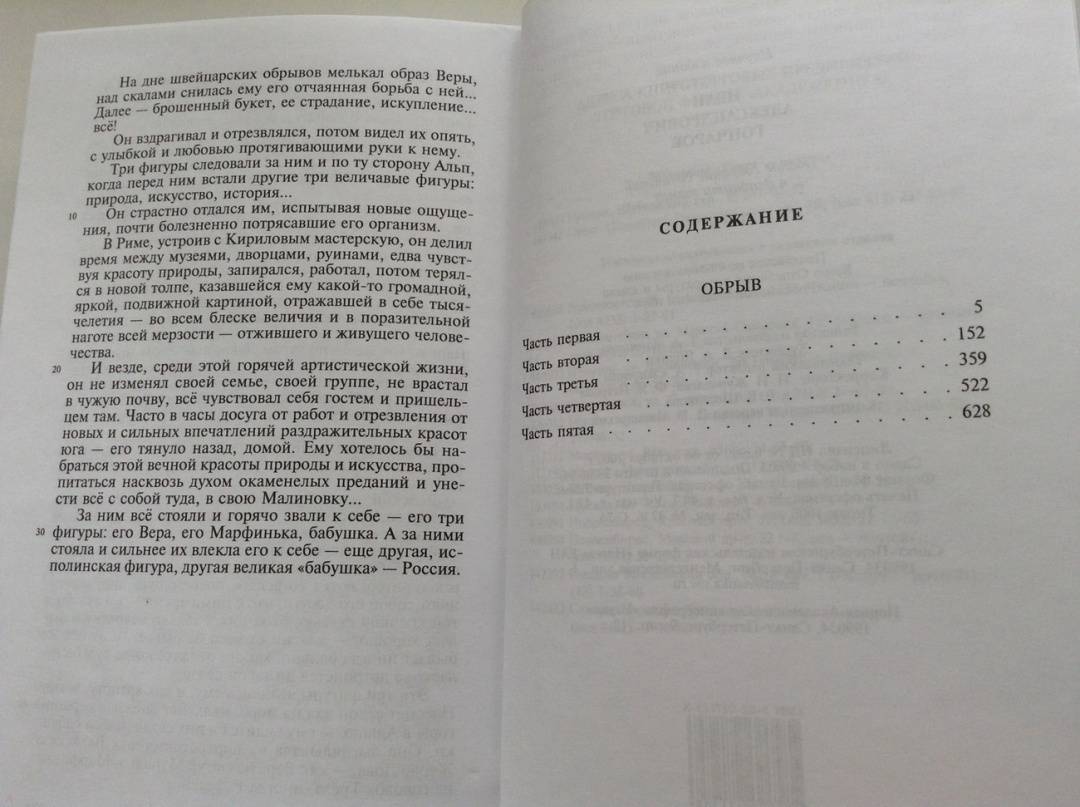 На дне швейцарских обрывов мелькал образ Веры,
над скалами снилась ему его отчаянная борьба с ней...
Далее — брошенный букет, ее страдание, искупление...
всё!
Он вздрагивал и отрезвлялся, потом видел их опять,
с улыбкой и любовью протягивающими руки к нему.
Три фигуры следовали за ним и по ту сторону Альп,
когда перед ним встали другие три величавые фигуры:
природа, искусство, история...
10 Он страстно отдался им, испытывая новые ощуще-
ния, почти болезненно потрясавшие его организм.
В Риме, устроив с Кириловым мастерскую, он делил
время между музеями, дворцами, руинами, едва чувст-
вуя красоту природы, запирался, работал, потом терял-
ся в новой толпе, казавшейся ему какой-то громадной,
яркой, подвижной картиной, отражавшей в себе тыся-
челетия — во всем блеске величия и в поразительной
наготе всей мерзости — отжившего и живущего челове-
чества.
20 И везде, среди этой горячей артистической жизни,
он не изменял своей семье, своей группе, не врастал
в чужую почву, всё чувствовал себя гостем и пришель-
цем там. Часто в часы досуга от работ и отрезвления от
новых и сильных впечатлений раздражительных красот
юга — его тянуло назад, домой. Ему хотелось бы на-
браться этой вечной красоты природы и искусства, про-
питаться насквозь духом окаменелых преданий и уне-
сти всё с собой туда, в свою Малиновку...
За ним всё стояли и горячо звали к себе — его три
30 фигуры: его Вера, его Марфинька, бабушка. А за ними
стояла и сильнее их влекла его к себе — еще другая, ис-
полинская фигура, другая великая «бабушка» — Россия.
СОДЕРЖАНИЕ
ОБРЫВ
Часть первая . . . . . . . . . . . . 5
Часть вторая . . . . . . . . . . . . 152
Часть третья . . . . . . . . . . . . 359
Часть четвертая . . . . . . . . . . . 522
Часть пятая . . . . . . . . . . . . 628